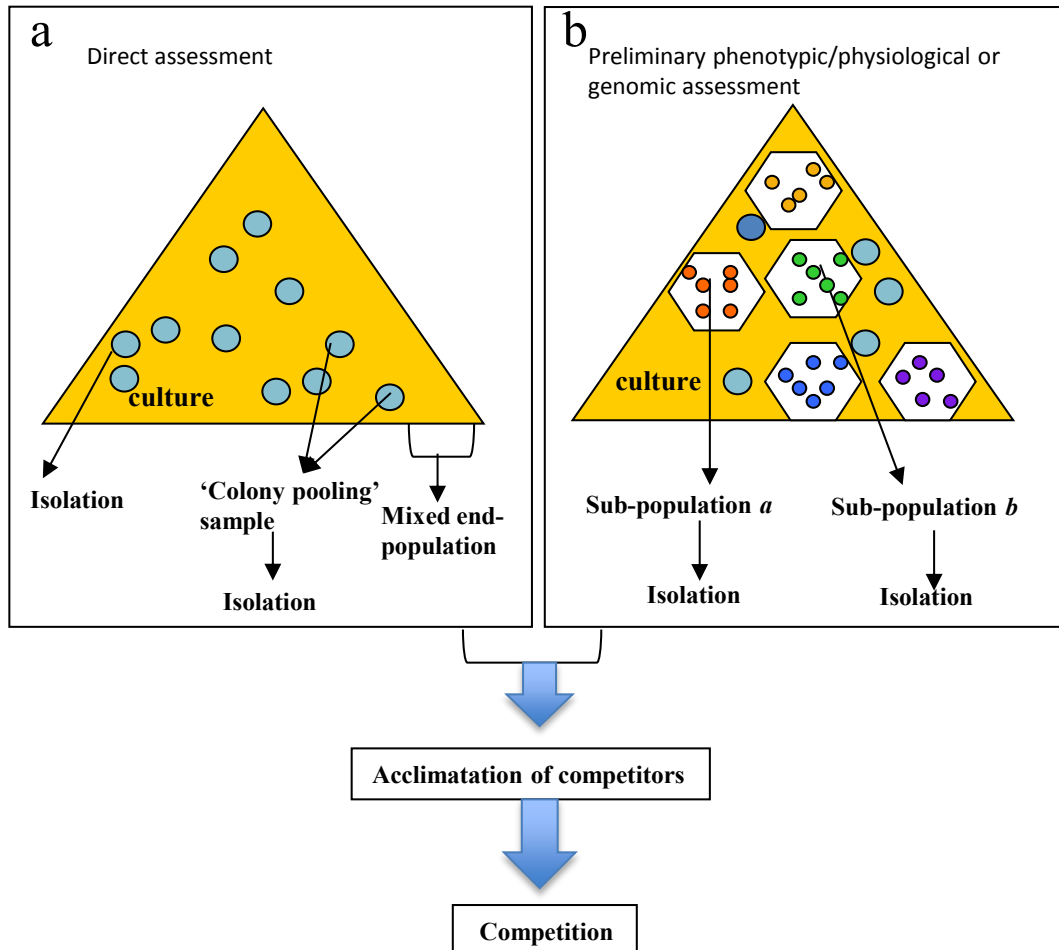 a
Direct assessment
culture
Isolation
‘Colony pooling’
sample
Mixed end-
population
Isolation
b
Preliminary phenotypic/physiological or
genomic assessment
culture
Sub-population a
Sub-population b
Isolation
Isolation
Acclimatation of competitors
Competition